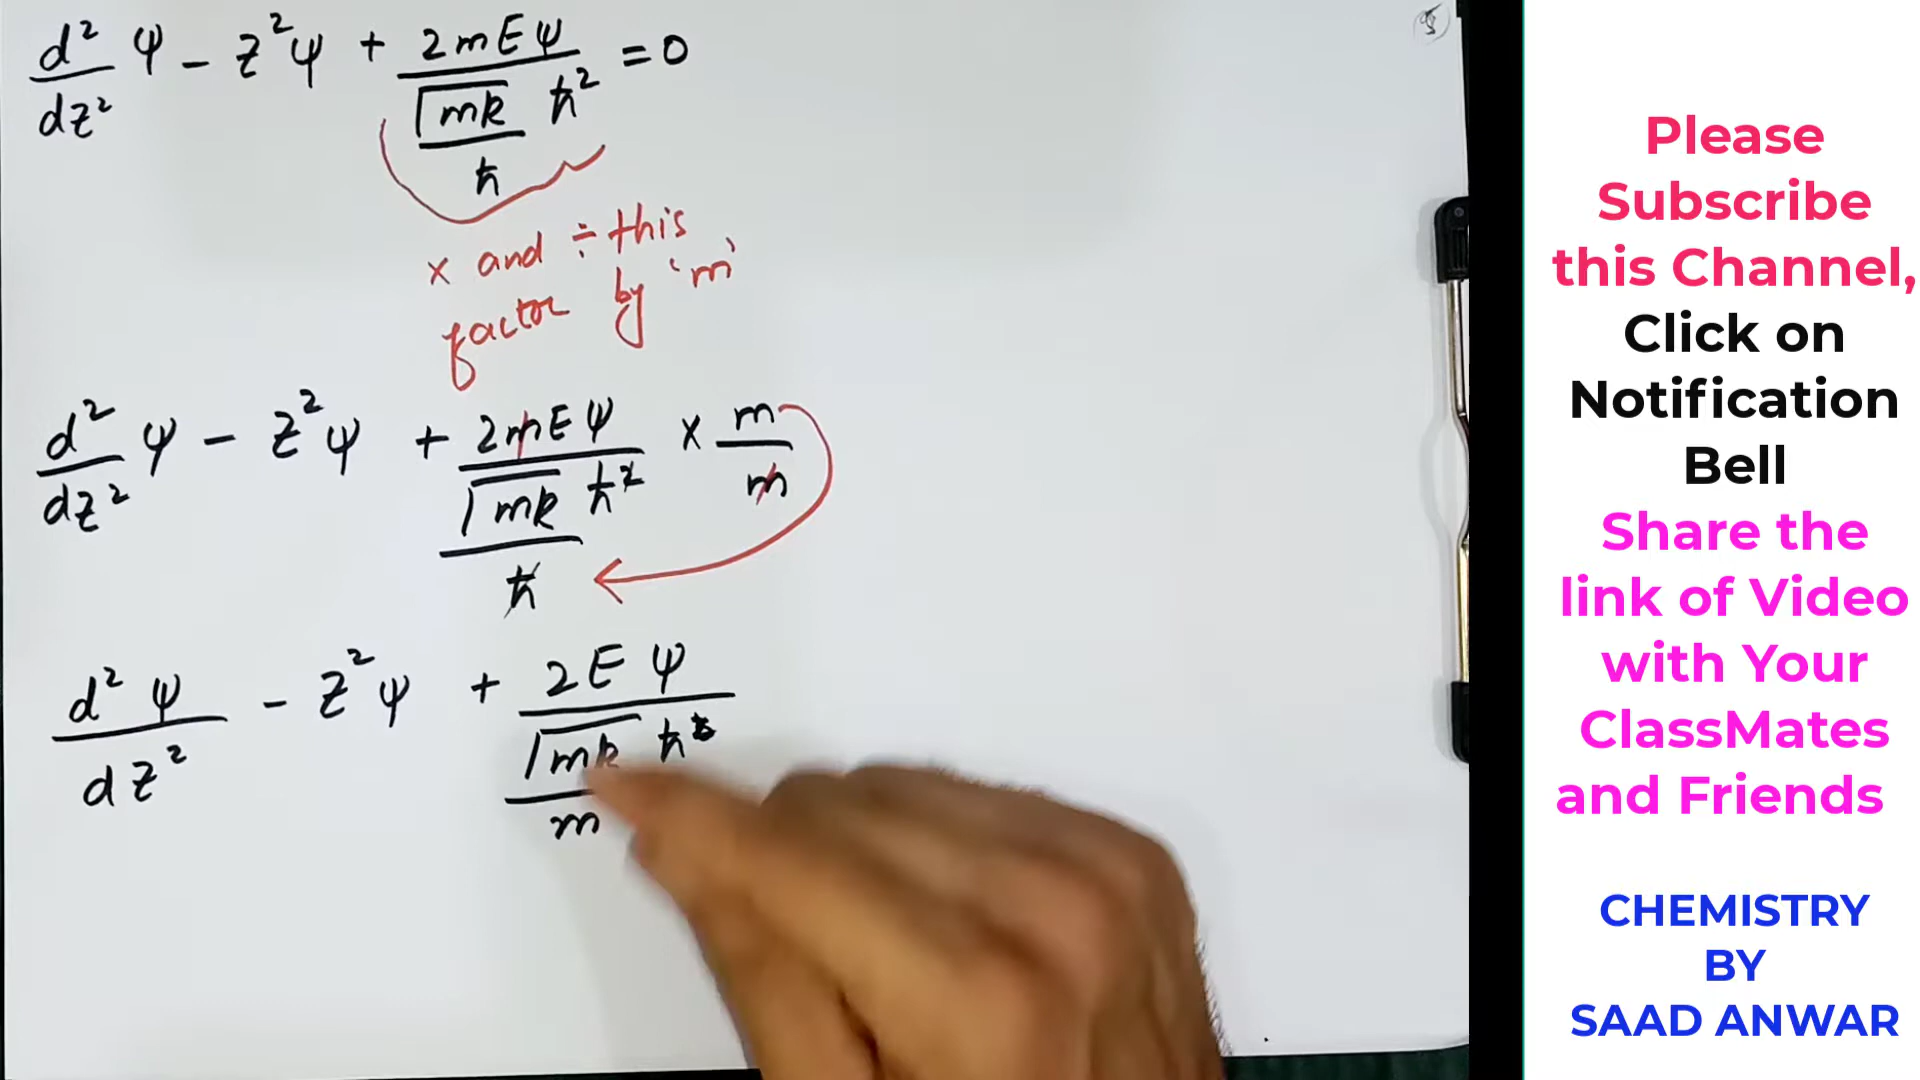 d²/dz² ψ - z²ψ + 2mEψ/((√mk/ħ) ħ²) = 0
x and ÷ this
factor by 'm'
d²/dz² ψ - z²ψ + 2mEψ/((√mk/ħ) ħ²) x m/m
d²ψ/dz² - z²ψ + 2Eψ/((√mk/m) ħ)
Please
Subscribe
this Channel,
Click on
Notification
Bell
Share the
link of Video
with Your
ClassMates
and Friends
CHEMISTRY
BY
SAAD ANWAR